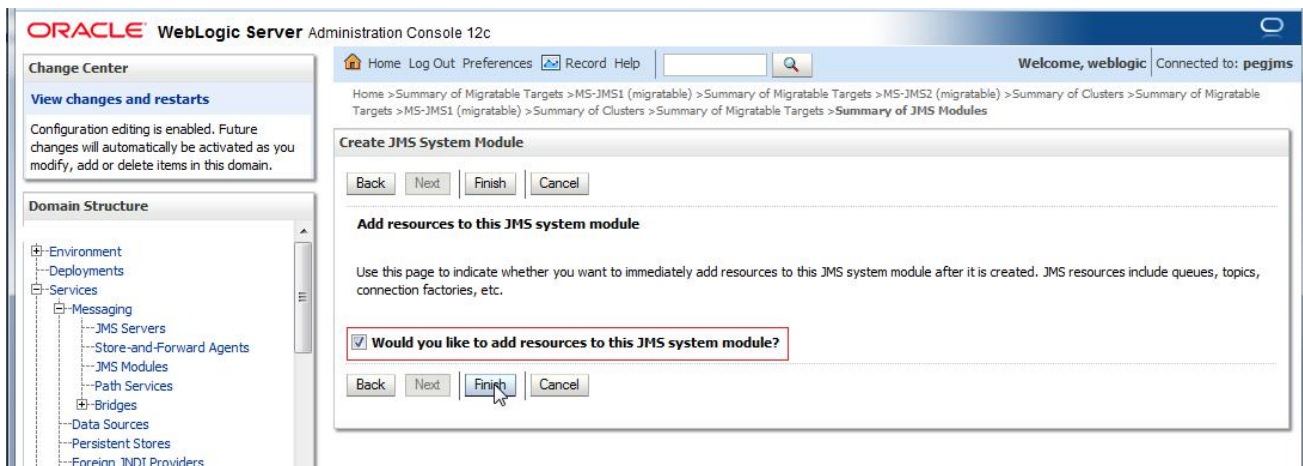 ORACLE WebLogic Server Administration Console 12c
Change Center
View changes and restarts
Configuration editing is enabled. Future
changes will automatically be activated as you
modify, add or delete items in this domain.
Domain Structure
Environment
Deployments
Services
Messaging
JMS Servers
Store-and-Forward Agents
JMS Modules
Path Services
Bridges
Data Sources
Persistent Stores
Foreign JNDI Providers
Home Log Out Preferences Record Help
Welcome, weblogic Connected to: pegjms
Home >Summary of Migratable Targets >MS-JMS1 (migratable) >Summary of Migratable Targets >MS-JMS2 (migratable) >Summary of Clusters >Summary of Migratable
Targets >MS-JMS1 (migratable) >Summary of Clusters >Summary of Migratable Targets >Summary of JMS Modules
Create JMS System Module
Back Next Finish Cancel
Add resources to this JMS system module
Use this page to indicate whether you want to immediately add resources to this JMS system module after it is created. JMS resources include queues, topics,
connection factories, etc.
Would you like to add resources to this JMS system module?
Back Next Finish Cancel